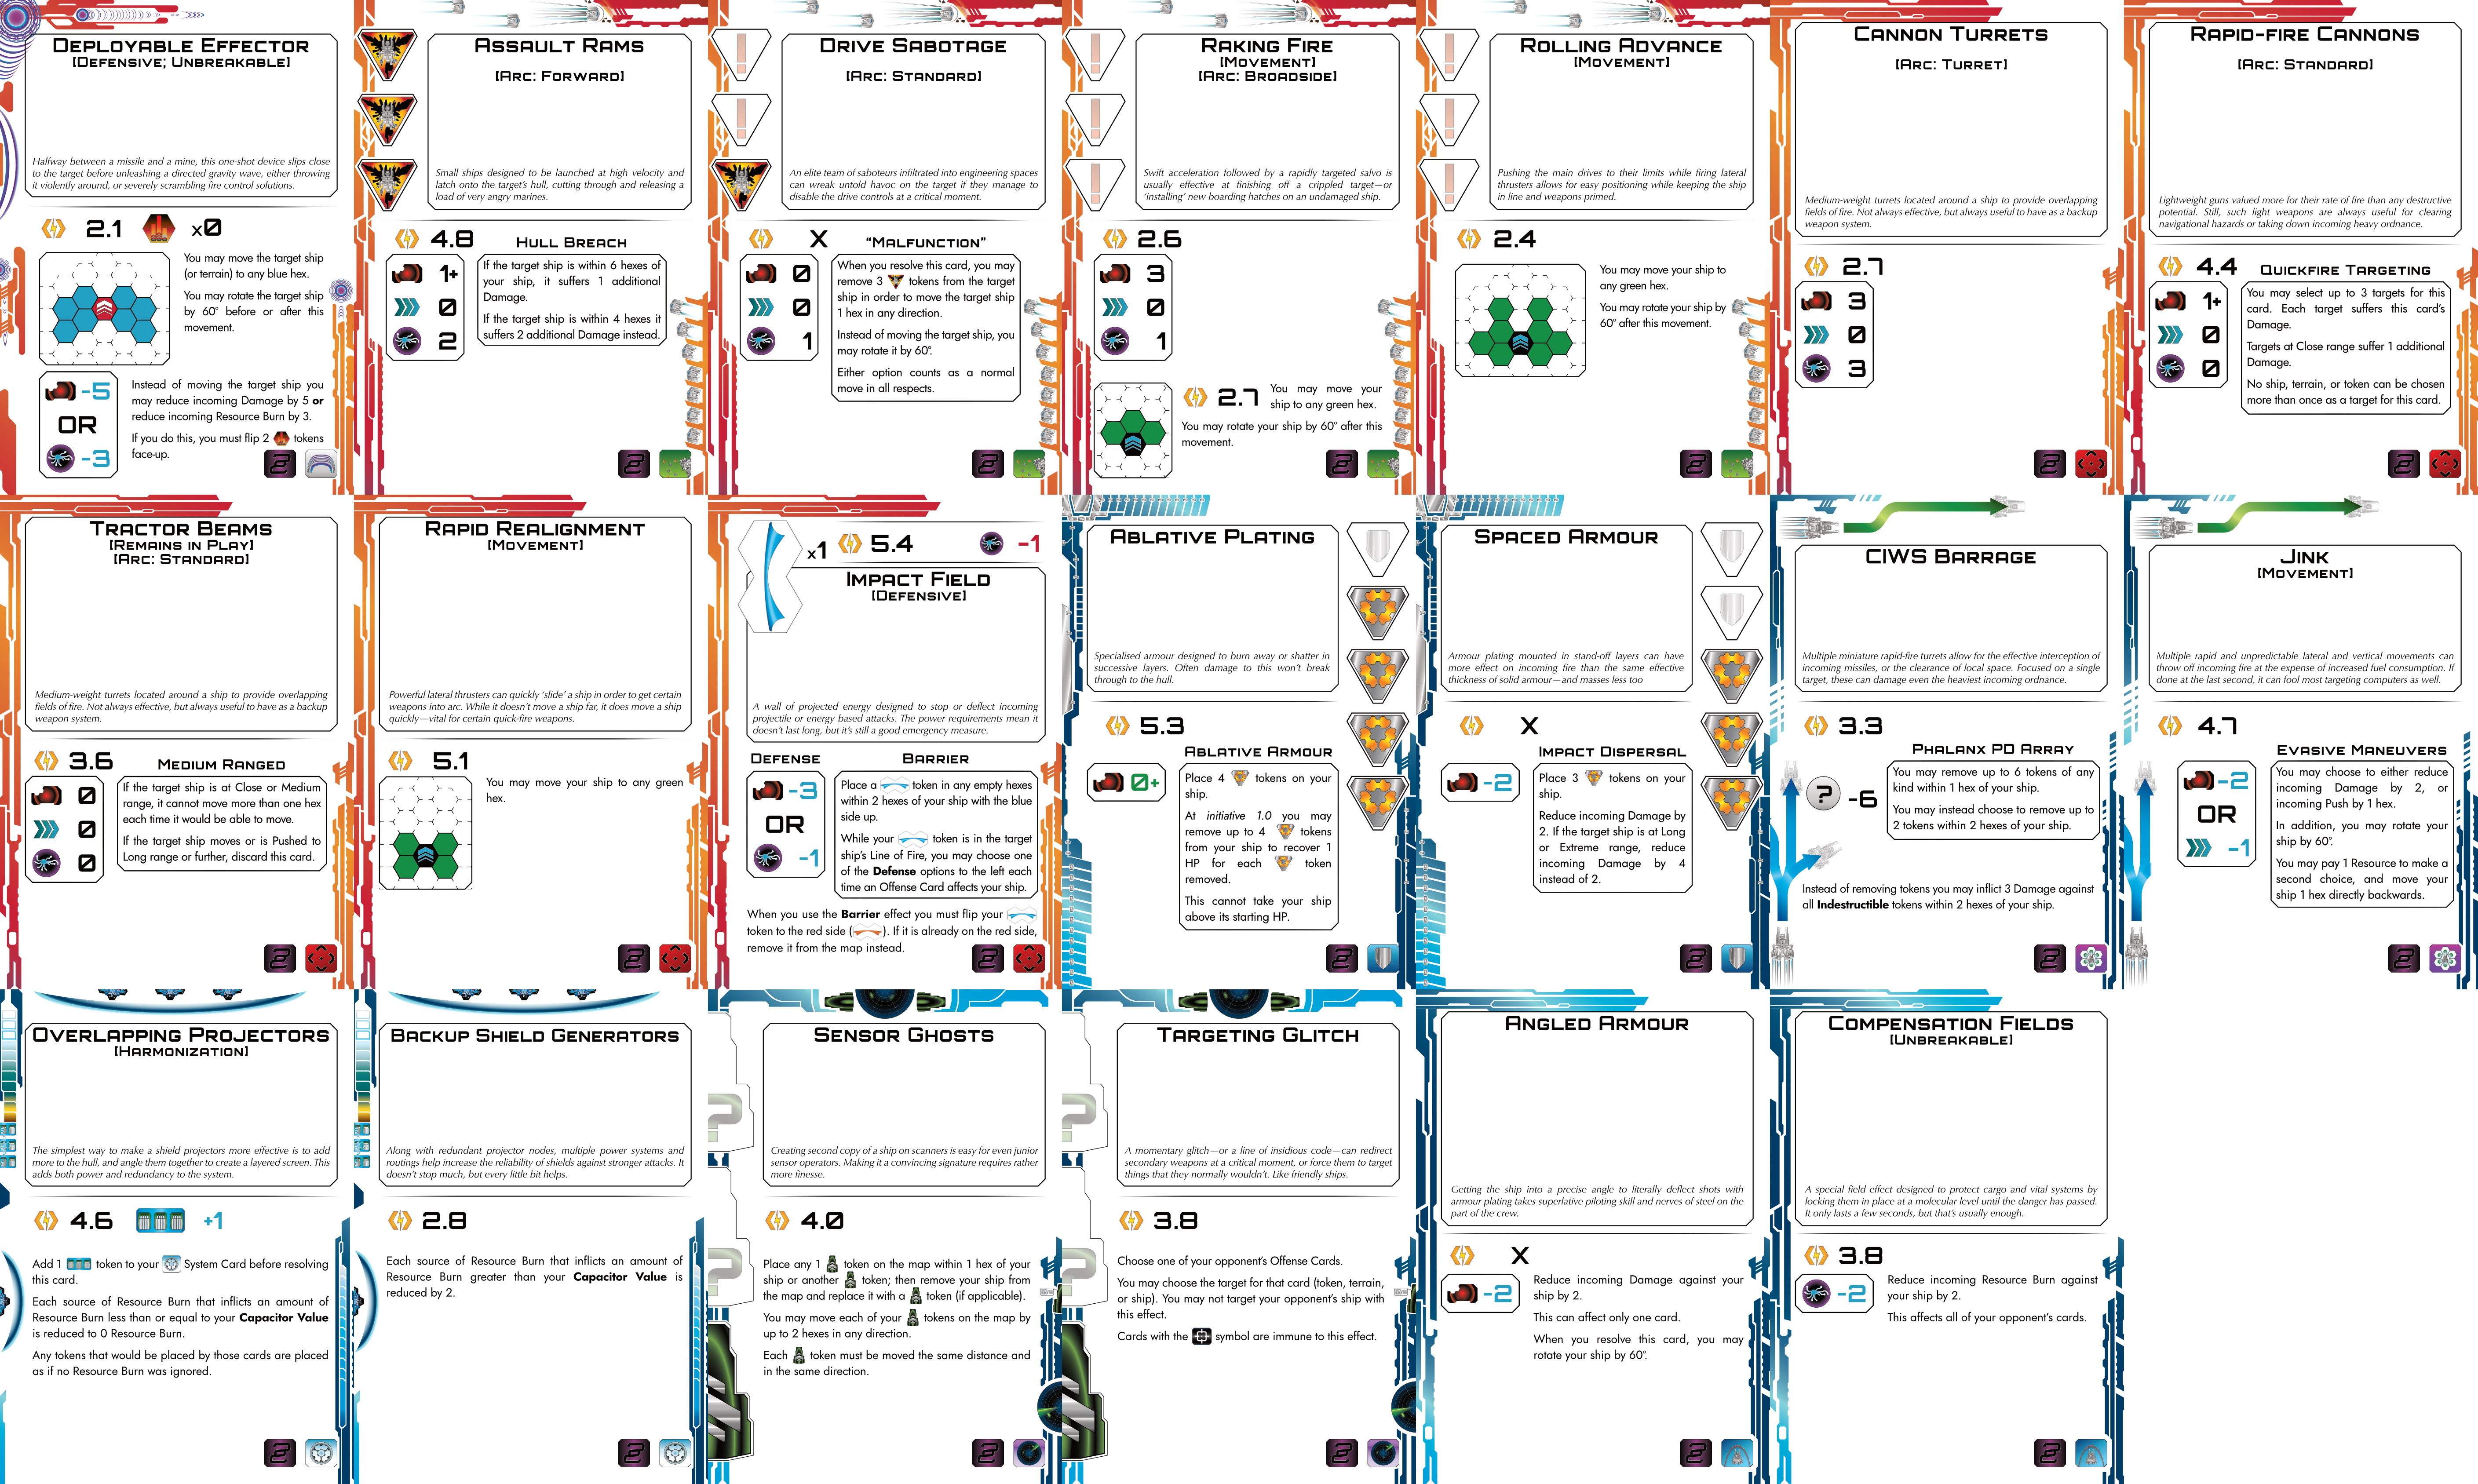 DEPLOYABLE EFFECTOR
[DEFENSIVE; UNBREAKABLE]
Halfway between a missile and a mine, this one-shot device slips close
to the target before unleashing a directed gravity wave, either throwing
it violently around, or severely scrambling fire control solutions.
2.1 x0
You may move the target ship
(or terrain) to any blue hex.
You may rotate the target ship
by 60° before or after this
movement.
-5
OR
-3
Instead of moving the target ship you
may reduce incoming Damage by 5 or
reduce incoming Resource Burn by 3.
If you do this, you must flip 2 tokens
face-up.
2
ASSAULT RAMS
[ARC: FORWARD]
Small ships designed to be launched at high velocity and
latch onto the target's hull, cutting through and releasing a
load of very angry marines.
4.8
1+
0
2
HULL BREACH
If the target ship is within 6 hexes of
your ship, it suffers 1 additional
Damage.
If the target ship is within 4 hexes it
suffers 2 additional Damage instead.
2
DRIVE SABOTAGE
[ARC: STANDARD]
An elite team of saboteurs infiltrated into engineering spaces
can wreak untold havoc on the target if they manage to
disable the drive controls at a critical moment.
X
0
0
1
"MALFUNCTION"
When you resolve this card, you may
remove 3 tokens from the target
ship in order to move the target ship
1 hex in any direction.
Instead of moving the target ship, you
may rotate it by 60°.
Either option counts as a normal
move in all respects.
2
RAKING FIRE
[MOVEMENT]
[ARC: BROADSIDE]
Swift acceleration followed by a rapidly targeted salvo is
usually effective at finishing off a crippled target—or
'installing' new boarding hatches on an undamaged ship.
2.6
3
0
1
2.7
You may move your
ship to any green hex.
You may rotate your ship by 60° after this
movement.
2
ROLLING ADVANCE
[MOVEMENT]
Pushing the main drives to their limits while firing lateral
thrusters allows for easy positioning while keeping the ship
in line and weapons primed.
2.4
You may move your ship to
any green hex.
You may rotate your ship by
60° after this movement.
2
CANNON TURRETS
[ARC: TURRET]
Medium-weight turrets located around a ship to provide overlapping
fields of fire. Not always effective, but always useful to have as a backup
weapon system.
2.7
3
0
3
2
RAPID-FIRE CANNONS
[ARC: STANDARD]
Lightweight guns valued more for their rate of fire than any destructive
potential. Still, such light weapons are always useful for clearing
navigational hazards or taking down incoming heavy ordnance.
4.4
1+
0
0
QUICKFIRE TARGETING
You may select up to 3 targets for this
card. Each target suffers this card's
Damage.
Targets at Close range suffer 1 additional
Damage.
No ship, terrain, or token can be chosen
more than once as a target for this card.
2
TRACTOR BEAMS
[REMAINS IN PLAY]
[ARC: STANDARD]
Medium-weight turrets located around a ship to provide overlapping
fields of fire. Not always effective, but always useful to have as a backup
weapon system.
3.6
0
0
0
MEDIUM RANGED
If the target ship is at Close or Medium
range, it cannot move more than one hex
each time it would be able to move.
If the target ship moves or is Pushed to
Long range or further, discard this card.
2
RAPID REALIGNMENT
[MOVEMENT]
Powerful lateral thrusters can quickly 'slide' a ship in order to get certain
weapons into arc. While it doesn't move a ship far, it does move a ship
quickly—vital for certain quick-fire weapons.
5.1
You may move your ship to any green
hex.
2
x1 5.4 -1
IMPACT FIELD
[DEFENSIVE]
A wall of projected energy designed to stop or deflect incoming
projectile or energy based attacks. The power requirements mean it
doesn't last long, but it's still a good emergency measure.
DEFENSE
-3
OR
-1
BARRIER
Place a token in any empty hexes
within 2 hexes of your ship with the blue
side up.
While your token is in the target
ship's Line of Fire, you may choose one
of the Defense options to the left each
time an Offense Card affects your ship.
When you use the Barrier effect you must flip your
token to the red side ( ). If it is already on the red side,
remove it from the map instead.
2
ABLATIVE PLATING
Specialised armour designed to burn away or shatter in
successive layers. Often damage to this won't break
through to the hull.
5.3
0+
ABLATIVE ARMOUR
Place 4 tokens on your
ship.
At initiative 1.0 you may
remove up to 4 tokens
from your ship to recover 1
HP for each token
removed.
This cannot take your ship
above its starting HP.
2
SPACED ARMOUR
Armour plating mounted in stand-off layers can have
more effect on incoming fire than the same effective
thickness of solid armour—and masses less too
X
-2
IMPACT DISPERSAL
Place 3 tokens on your
ship.
Reduce incoming Damage by
2. If the target ship is at Long
or Extreme range, reduce
incoming Damage by 4
instead of 2.
2
CIWS BARRAGE
Multiple miniature rapid-fire turrets allow for the effective interception of
incoming missiles, or the clearance of local space. Focused on a single
target, these can damage even the heaviest incoming ordnance.
3.3
? -6
PHALANX PD ARRAY
You may remove up to 6 tokens of any
kind within 1 hex of your ship.
You may instead choose to remove up to
2 tokens within 2 hexes of your ship.
Instead of removing tokens you may inflict 3 Damage against
all Indestructible tokens within 2 hexes of your ship.
2
JINK
[MOVEMENT]
Multiple rapid and unpredictable lateral and vertical movements can
throw off incoming fire at the expense of increased fuel consumption. If
done at the last second, it can fool most targeting computers as well.
4.7
-2
OR
-1
EVASIVE MANEUVERS
You may choose to either reduce
incoming Damage by 2, or
incoming Push by 1 hex.
In addition, you may rotate your
ship by 60°.
You may pay 1 Resource to make a
second choice, and move your
ship 1 hex directly backwards.
2
OVERLAPPING PROJECTORS
[HARMONIZATION]
The simplest way to make a shield projectors more effective is to add
more to the hull, and angle them together to create a layered screen. This
adds both power and redundancy to the system.
4.6 +1
Add 1 token to your System Card before resolving
this card.
Each source of Resource Burn that inflicts an amount of
Resource Burn less than or equal to your Capacitor Value
is reduced to 0 Resource Burn.
Any tokens that would be placed by those cards are placed
as if no Resource Burn was ignored.
2
BACKUP SHIELD GENERATORS
Along with redundant projector nodes, multiple power systems and
routings help increase the reliability of shields against stronger attacks. It
doesn't stop much, but every little bit helps.
2.8
Each source of Resource Burn that inflicts an amount of
Resource Burn greater than your Capacitor Value is
reduced by 2.
2
SENSOR GHOSTS
Creating second copy of a ship on scanners is easy for even junior
sensor operators. Making it a convincing signature requires rather
more finesse.
4.0
Place any 1 token on the map within 1 hex of your
ship or another token; then remove your ship from
the map and replace it with a token (if applicable).
You may move each of your tokens on the map by
up to 2 hexes in any direction.
Each token must be moved the same distance and
in the same direction.
2
TARGETING GLITCH
A momentary glitch—or a line of insidious code—can redirect
secondary weapons at a critical moment, or force them to target
things that they normally wouldn't. Like friendly ships.
3.8
Choose one of your opponent's Offense Cards.
You may choose the target for that card (token, terrain,
or ship). You may not target your opponent's ship with
this effect.
Cards with the symbol are immune to this effect.
2
ANGLED ARMOUR
Getting the ship into a precise angle to literally deflect shots with
armour plating takes superlative piloting skill and nerves of steel on the
part of the crew.
X
-2
Reduce incoming Damage against your
ship by 2.
This can affect only one card.
When you resolve this card, you may
rotate your ship by 60°.
2
COMPENSATION FIELDS
[UNBREAKABLE]
A special field effect designed to protect cargo and vital systems by
locking them in place at a molecular level until the danger has passed.
It only lasts a few seconds, but that's usually enough.
3.8
-2
Reduce incoming Resource Burn against
your ship by 2.
This affects all of your opponent's cards.
2